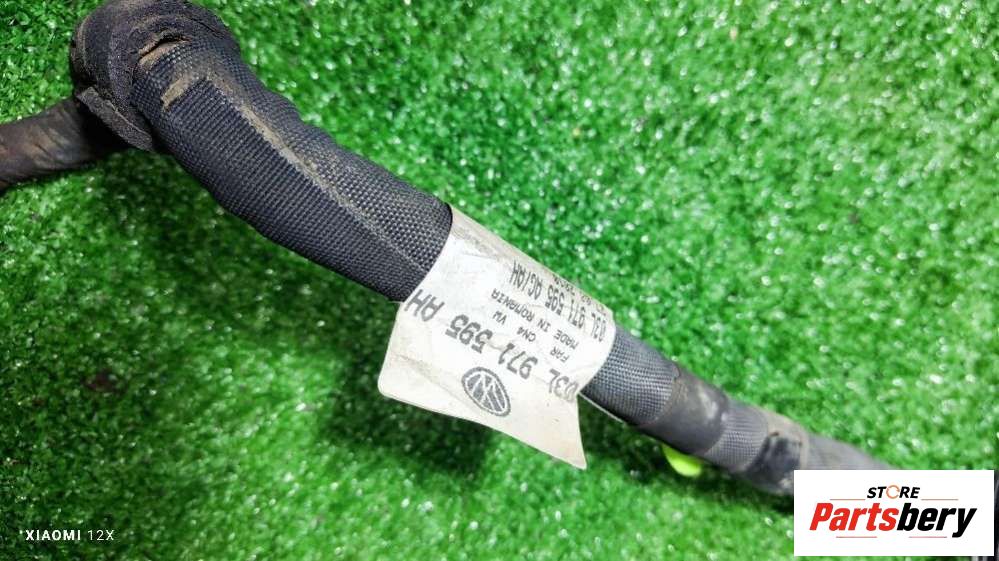 03L 971 595 AH
FAR CN4 VW
MADE IN ROMANIA
03L 971 595 AG/AH
XIAOMI 12X
STORE
Partsbery